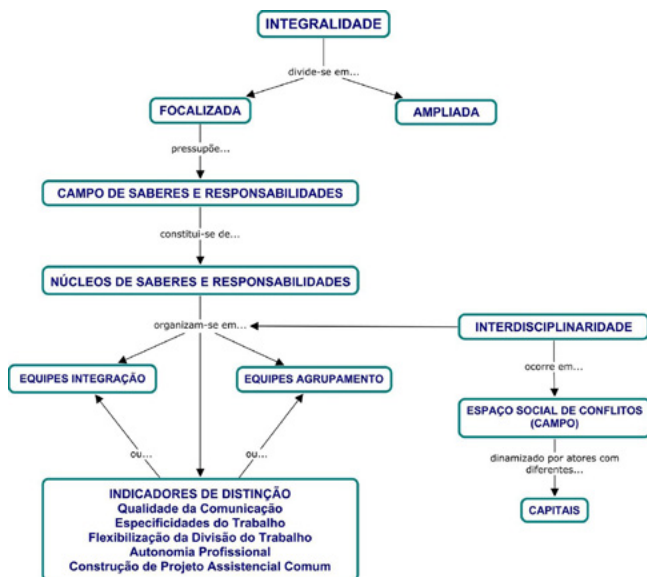 INTEGRALIDADE
divide-se em...
FOCALIZADA
AMPLIADA
pressupõe...
CAMPO DE SABERES E RESPONSABILIDADES
constitui-se de...
NÚCLEOS DE SABERES E RESPONSABILIDADES
organizam-se em...
INTERDISCIPLINARIDADE
ocorre em...
EQUIPES INTEGRAÇÃO
EQUIPES AGRUPAMENTO
ESPAÇO SOCIAL DE CONFLITOS
(CAMPO)
ou...
ou...
dinamizado por atores com
diferentes...
CAPITAIS
INDICADORES DE DISTINÇÃO
Qualidade da Comunicação
Especificidades do Trabalho
Flexibilização da Divisão do Trabalho
Autonomia Profissional
Construção de Projeto Assistencial Comum